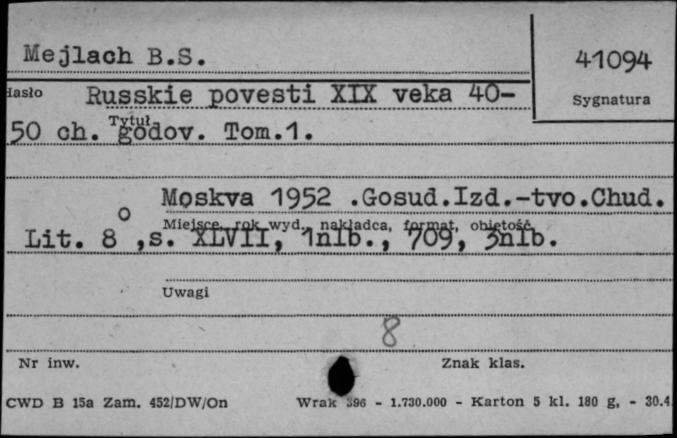 Mejlach B.S.
41094
Hasło Russkie povesti XIX veka 40-
Sygnatura
Tytuł
50 ch. godov. Tom.1.
Moskva 1952 .Gosud.Izd.-tvo.Chud.
Miejsce, rok wyd., nakładca, format, objętość
Lit. 8° ,s. XLVII, 1nlb., 709, 3nlb.
Uwagi
8
Nr inw.
Znak klas.
CWD B 15a Zam. 452/DW/On Wrak 396 - 1.730.000 - Karton 5 kl. 180 g, - 30.4